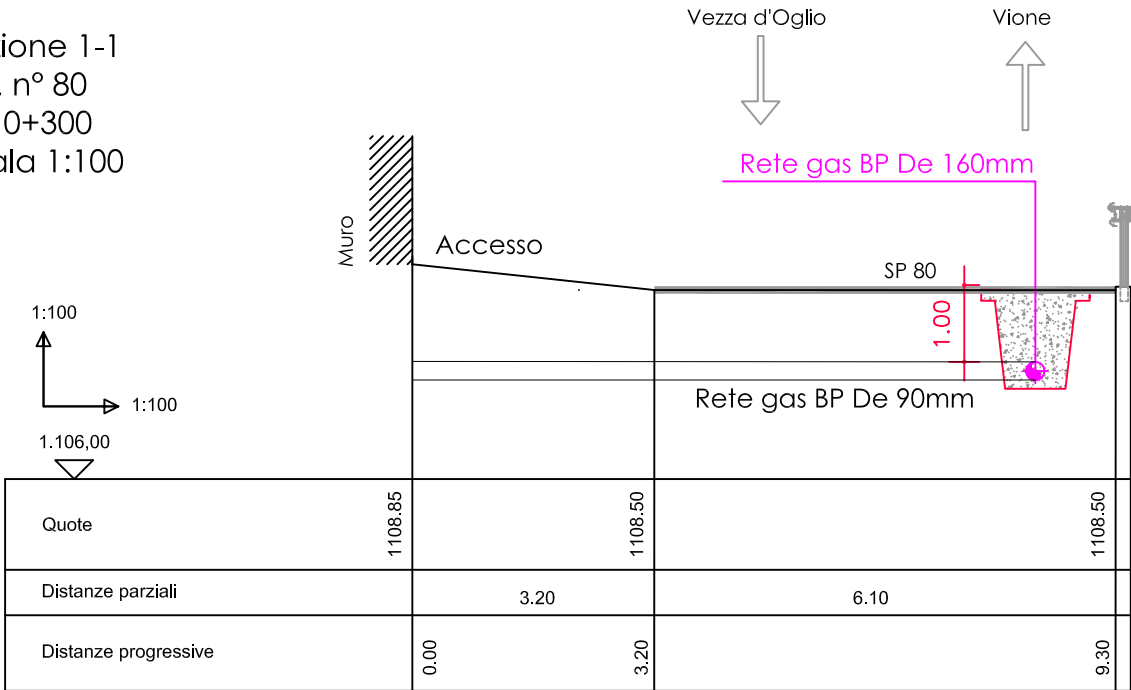 Vezza d'Oglio
Vione
zione 1-1
. n° 80
0+300
ala 1:100
Rete gas BP De 160mm
Muro
Accesso
SP 80
1.00
1:100
1:100
Rete gas BP De 90mm
1.106,00
Quote
1108.85
1108.50
1108.50
Distanze parziali
3.20
6.10
Distanze progressive
0.00
3.20
9.30